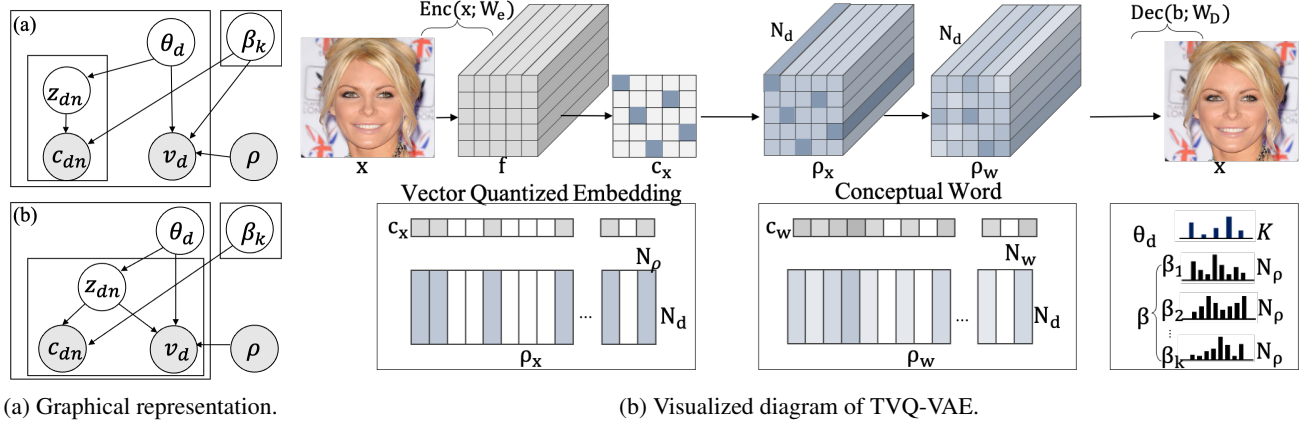 (a)
θ_d
β_k
z_dn
c_dn
v_d
ρ
(b)
θ_d
β_k
z_dn
c_dn
v_d
ρ
(a) Graphical representation.
Enc(x; W_e)
N_d
N_d
Dec(b; W_D)
x
f
c_x
ρ_x
ρ_w
x
Vector Quantized Embedding
c_x
N_ρ
N_d
...
ρ_x
Conceptual Word
c_w
N_w
N_d
...
ρ_w
θ_d
K
β
β_1
N_ρ
β_2
N_ρ
⋮
β_k
N_ρ
(b) Visualized diagram of TVQ-VAE.